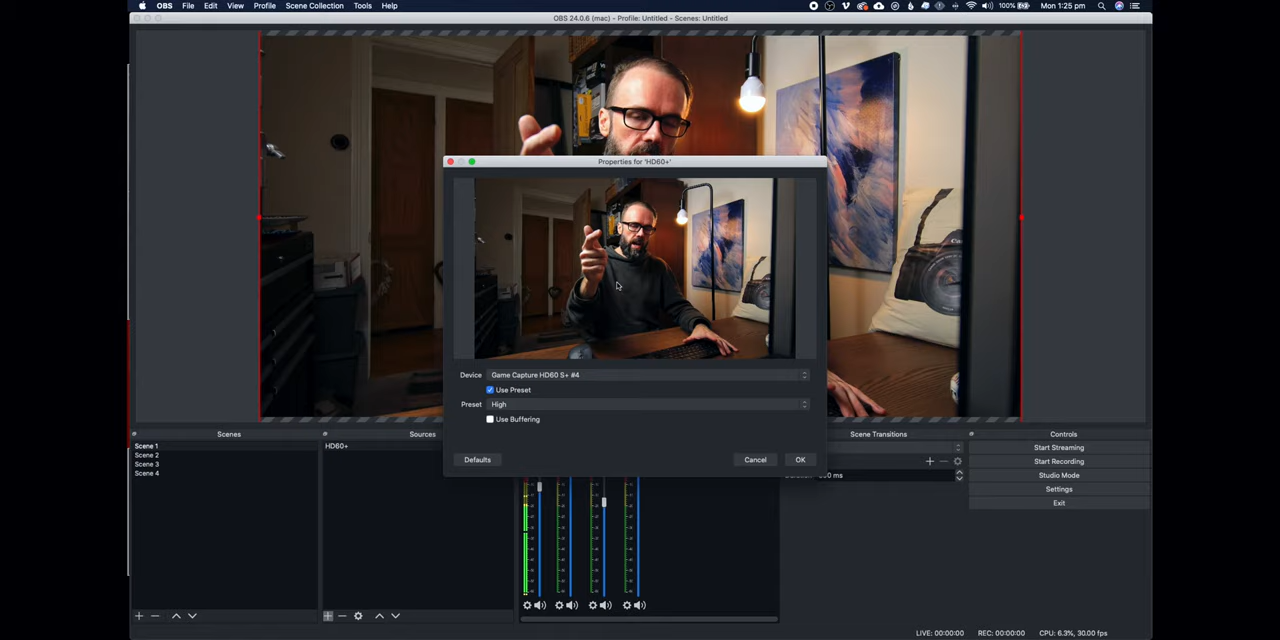 OBS File Edit View Profile Scene Collection Tools Help 100% Mon 1:25 pm
OBS 24.0.6 (mac) - Profile: Untitled - Scenes: Untitled
Properties for 'HD60+'
Device Game Capture HD60 S+ #4
Use Preset
Preset High
Use Buffering
Defaults Cancel OK
Scenes
Scene 1
Scene 2
Scene 3
Scene 4
Sources
HD60+
Scene Transitions
ms
Controls
Start Streaming
Start Recording
Studio Mode
Settings
Exit
LIVE: 00:00:00 REC: 00:00:00 CPU: 6.3%, 30.00 fps